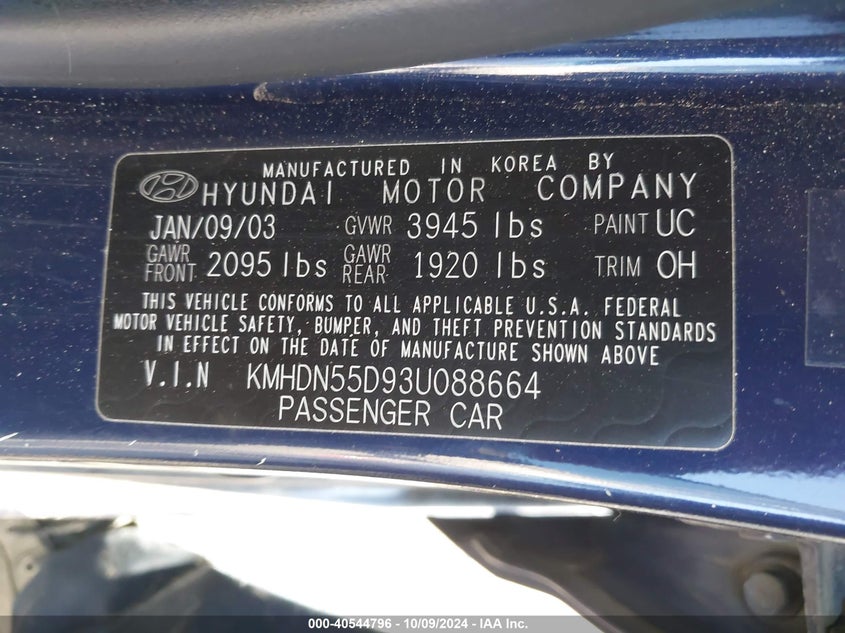 MANUFACTURED IN KOREA BY
HYUNDAI MOTOR COMPANY
JAN/09/03 GVWR 3945 lbs PAINT UC
GAWR FRONT 2095 lbs GAWR REAR 1920 lbs TRIM OH
THIS VEHICLE CONFORMS TO ALL APPLICABLE U.S.A. FEDERAL
MOTOR VEHICLE SAFETY, BUMPER, AND THEFT PREVENTION STANDARDS
IN EFFECT ON THE DATE OF MANUFACTURE SHOWN ABOVE
V.I.N KMHDN55D93U088664
PASSENGER CAR
000-40544796 - 10/09/2024 - IAA Inc.